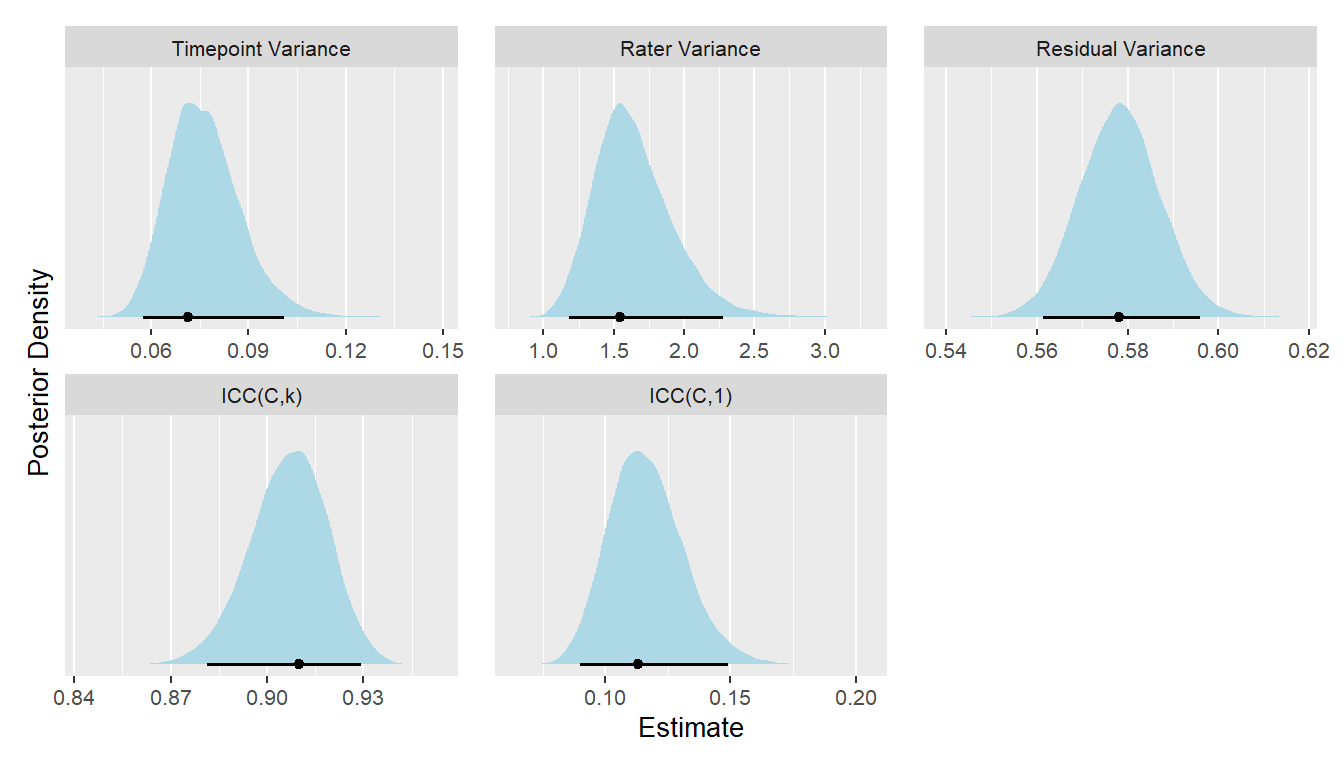 Timepoint Variance
Rater Variance
Residual Variance
0.06 0.09 0.12 0.15
1.0 1.5 2.0 2.5 3.0
0.54 0.56 0.58 0.60 0.62
Posterior Density
ICC(C,k)
ICC(C,1)
0.84 0.87 0.90 0.93
0.10 0.15 0.20
Estimate